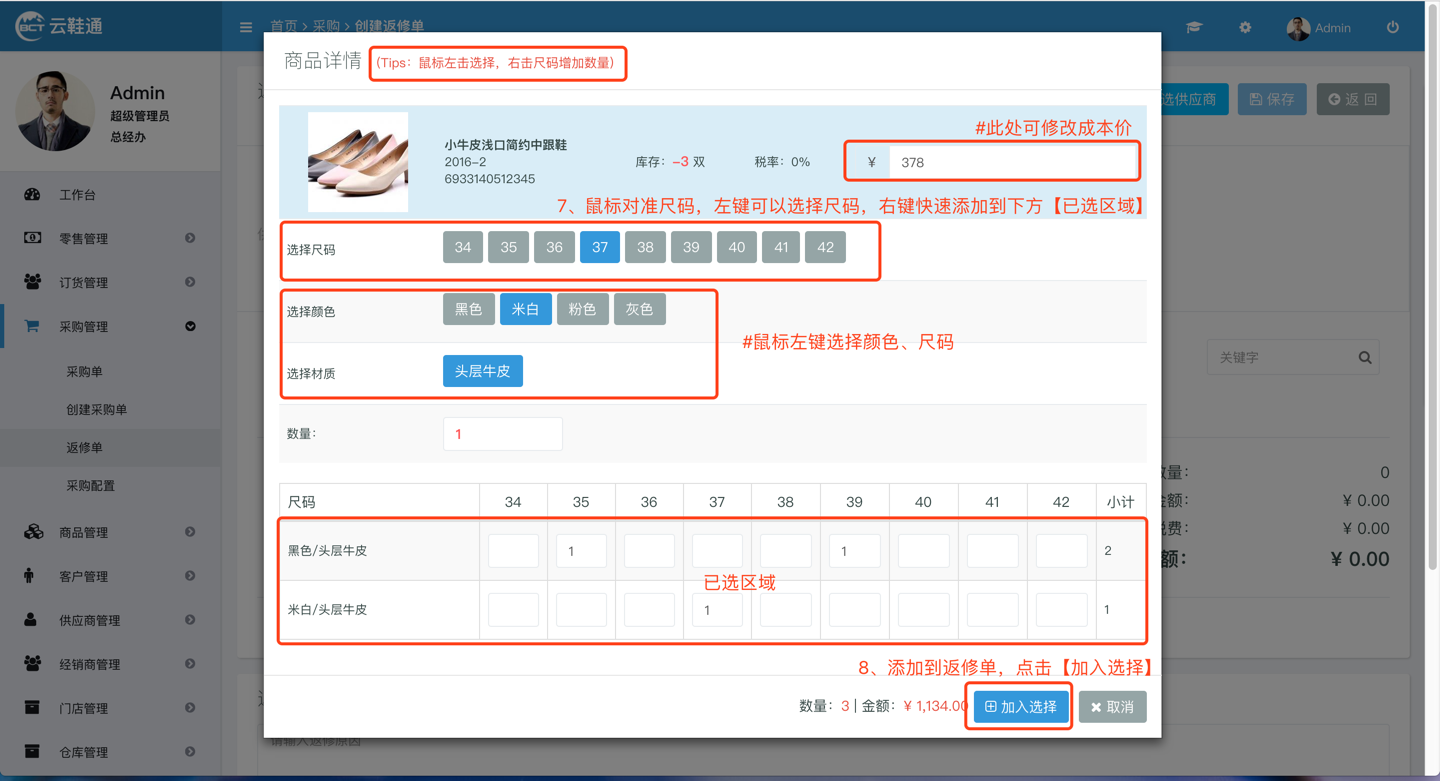 BCT 云鞋通
首页 > 采购 > 创建返修单
Admin
Admin
超级管理员
总经办
工作台
零售管理
订货管理
采购管理
采购单
创建采购单
返修单
采购配置
商品管理
客户管理
供应商管理
经销商管理
门店管理
仓库管理
选供应商
保存
返 回
商品详情 (Tips：鼠标左击选择，右击尺码增加数量)
#此处可修改成本价
小牛皮浅口简约中跟鞋
2016-2
6933140512345
库存：-3 双
税率：0%
¥ 378
7、鼠标对准尺码，左键可以选择尺码，右键快速添加到下方【已选区域】
选择尺码 34 35 36 37 38 39 40 41 42
选择颜色 黑色 米白 粉色 灰色
#鼠标左键选择颜色、尺码
选择材质 头层牛皮
数量： 1
尺码 34 35 36 37 38 39 40 41 42 小计
黑色/头层牛皮 1 1 2
已选区域
米白/头层牛皮 1 1
8、添加到返修单，点击【加入选择】
数量：3 | 金额：¥ 1,134.00
加入选择
取消
关键字
数量： 0
金额： ¥ 0.00
税费： ¥ 0.00
额： ¥ 0.00
请输入返修原因